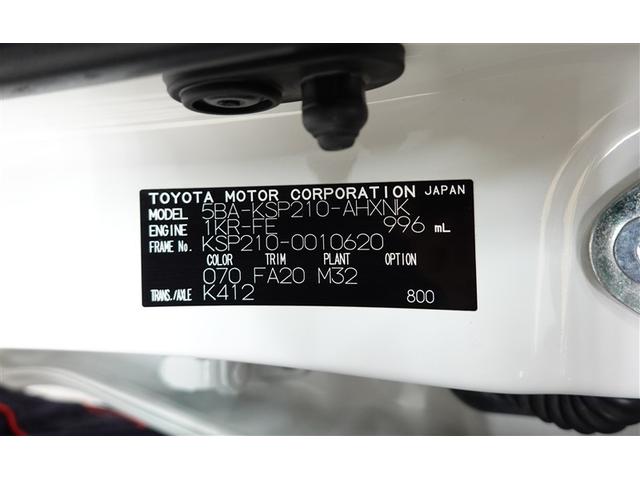 TOYOTA MOTOR CORPORATION JAPAN
MODEL 5BA-KSP210-AHXNK
ENGINE 1KR-FE 996 mL
FRAME No. KSP210-0010620
COLOR TRIM PLANT OPTION
070 FA20 M32
TRANS./AXLE K412 800